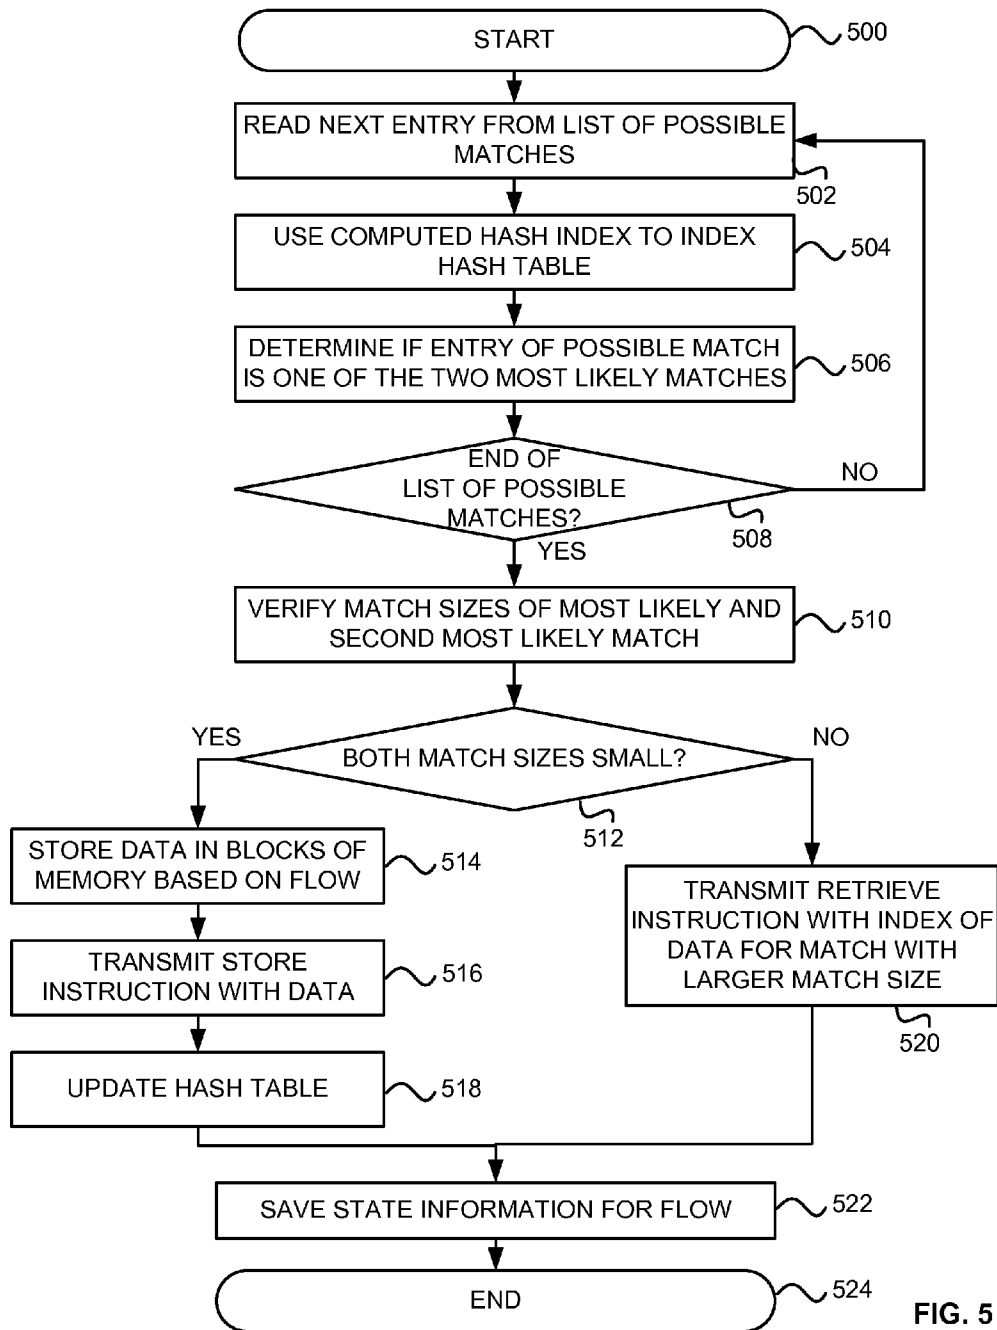 START
500
READ NEXT ENTRY FROM LIST OF POSSIBLE
MATCHES
502
USE COMPUTED HASH INDEX TO INDEX
HASH TABLE
504
DETERMINE IF ENTRY OF POSSIBLE MATCH
IS ONE OF THE TWO MOST LIKELY MATCHES
506
END OF
LIST OF POSSIBLE
MATCHES?
NO
508
YES
VERIFY MATCH SIZES OF MOST LIKELY AND
SECOND MOST LIKELY MATCH
510
YES
BOTH MATCH SIZES SMALL?
NO
512
STORE DATA IN BLOCKS OF
MEMORY BASED ON FLOW
514
TRANSMIT STORE
INSTRUCTION WITH DATA
516
UPDATE HASH TABLE
518
TRANSMIT RETRIEVE
INSTRUCTION WITH INDEX OF
DATA FOR MATCH WITH
LARGER MATCH SIZE
520
SAVE STATE INFORMATION FOR FLOW
522
END
524
FIG. 5